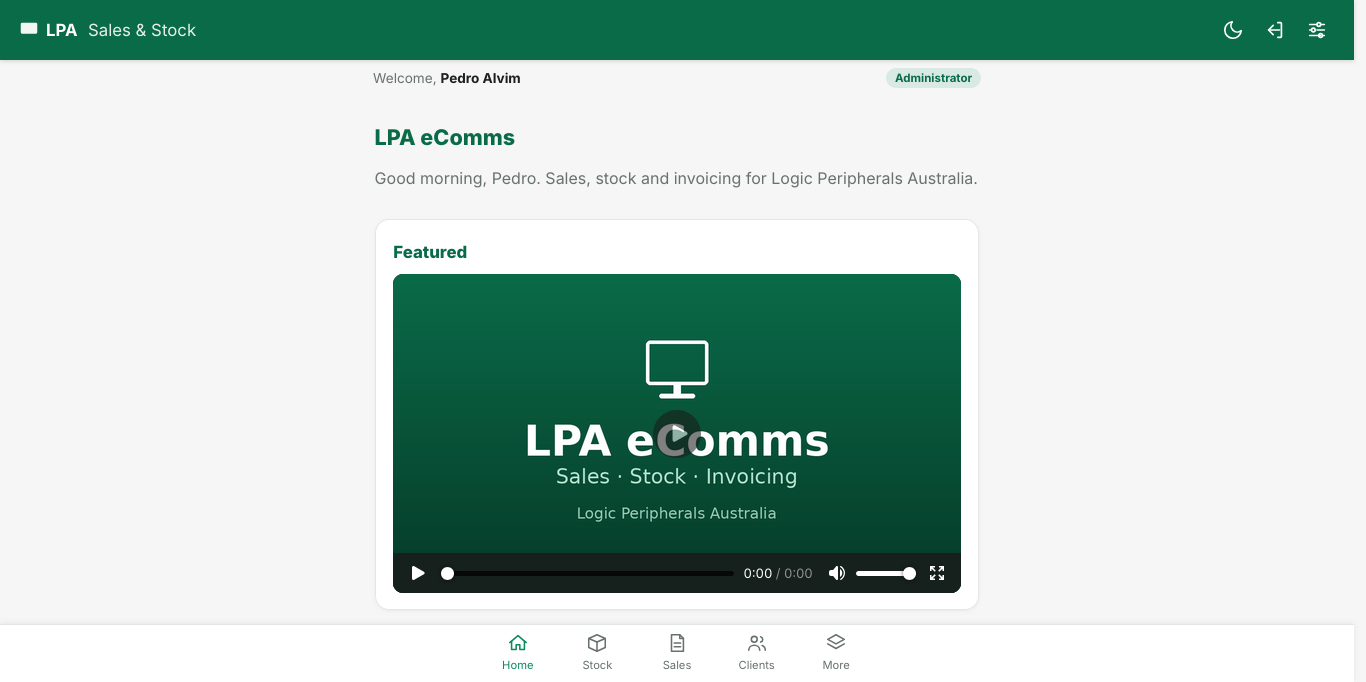 LPA Sales & Stock
Welcome, Pedro Alvim
Administrator
LPA eComms
Good morning, Pedro. Sales, stock and invoicing for Logic Peripherals Australia.
Featured
LPA eComms
Sales · Stock · Invoicing
Logic Peripherals Australia
0:00 / 0:00
Home
Stock
Sales
Clients
More